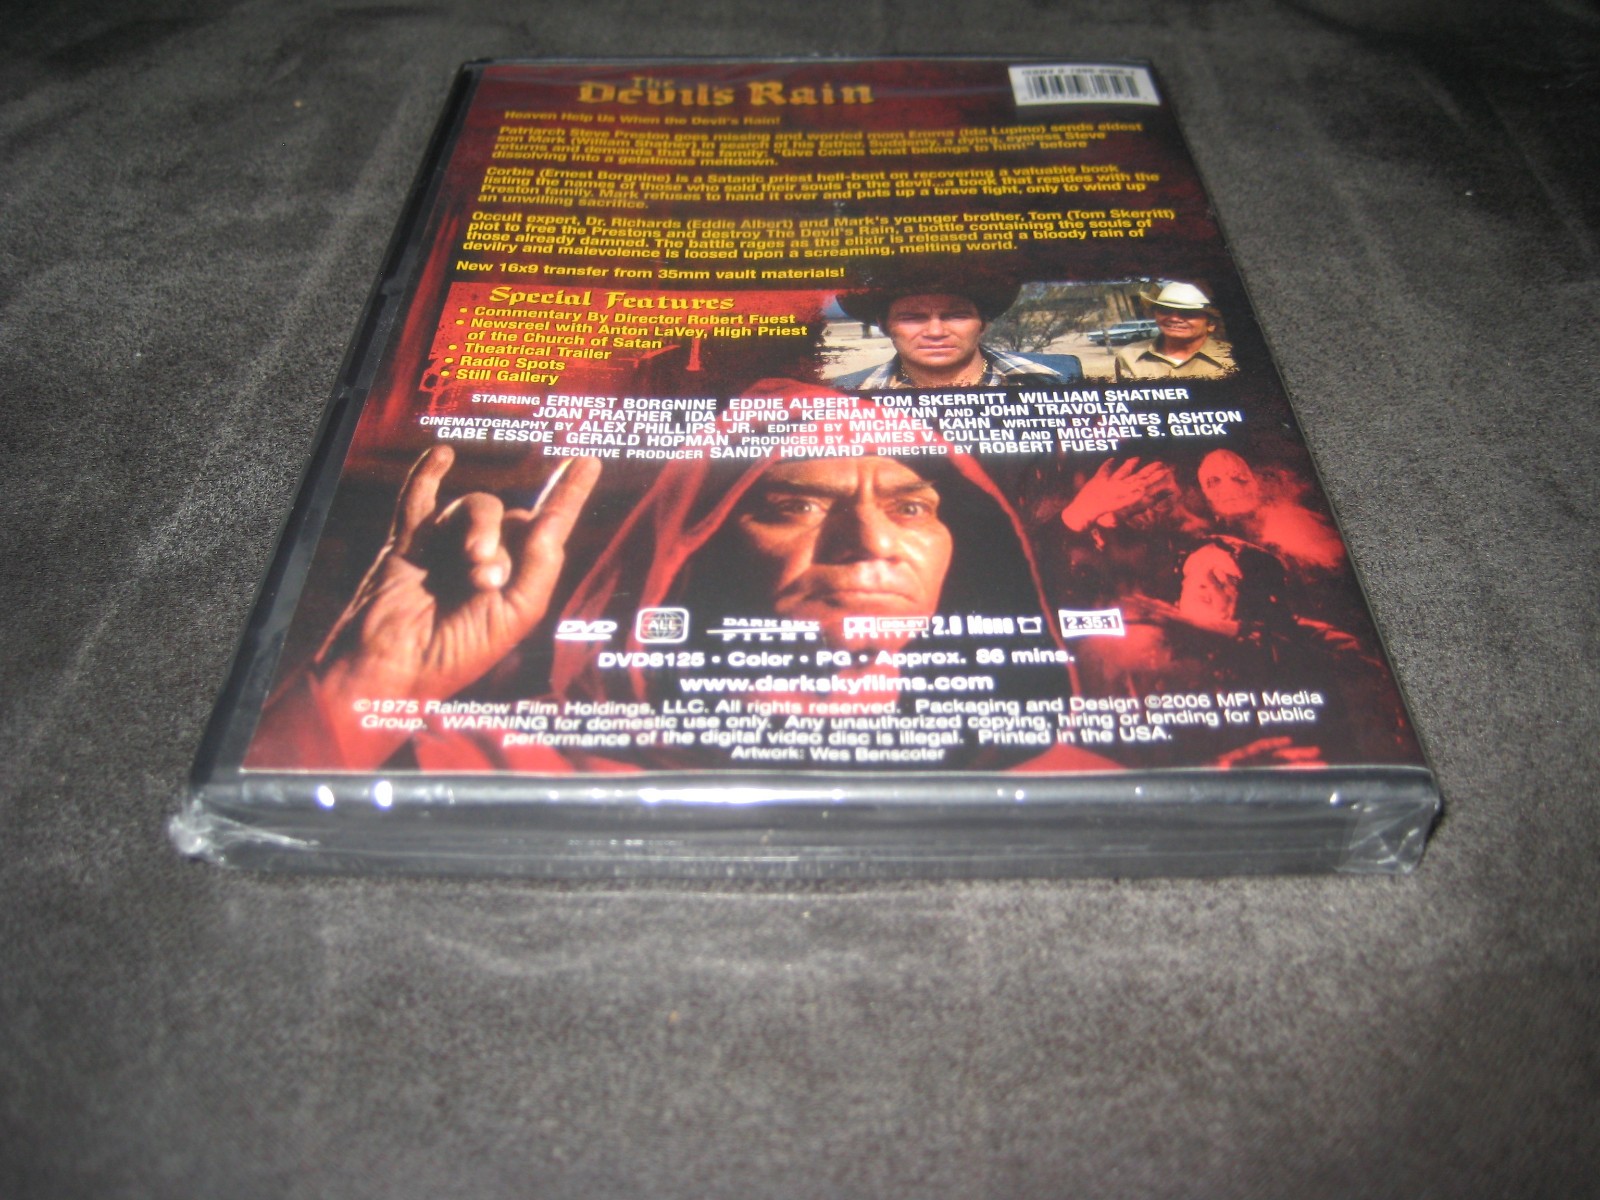 The
Devil's Rain
Heaven Help Us When the Devil's Rain!
Patriarch Steve Preston goes missing and worried mom Emma (Ida Lupino) sends eldest
son Mark (William Shatner) in search of his father. Suddenly, a dying, eyeless Steve
returns and demands that the family: "Give Corbis what belongs to him!" before
dissolving into a gelatinous meltdown.
Corbis (Ernest Borgnine) is a Satanic priest hell-bent on recovering a valuable book
listing the names of those who sold their souls to the devil...a book that resides with the
Preston family. Mark refuses to hand it over and puts up a brave fight, only to wind up
an unwilling sacrifice.
Occult expert, Dr. Richards (Eddie Albert) and Mark's younger brother, Tom (Tom Skerritt)
plot to free the Prestons and destroy The Devil's Rain, a bottle containing the souls of
those already damned. The battle rages as the elixir is released and a bloody rain of
devilry and malevolence is loosed upon a screaming, melting world.
New 16x9 transfer from 35mm vault materials!
Special Features
• Commentary By Director Robert Fuest
• Newsreel with Anton LaVey, High Priest
of the Church of Satan
• Theatrical Trailer
• Radio Spots
• Still Gallery
STARRING ERNEST BORGNINE EDDIE ALBERT TOM SKERRITT WILLIAM SHATNER
JOAN PRATHER IDA LUPINO KEENAN WYNN AND JOHN TRAVOLTA
CINEMATOGRAPHY BY ALEX PHILLIPS, JR. EDITED BY MICHAEL KAHN WRITTEN BY JAMES ASHTON
GABE ESSOE GERALD HOPMAN PRODUCED BY JAMES V. CULLEN AND MICHAEL S. GLICK
EXECUTIVE PRODUCER SANDY HOWARD DIRECTED BY ROBERT FUEST
DVD ALL DARK SKY FILMS DOLBY DIGITAL 2.0 Mono 2.35:1
DVD8125 • Color • PG • Approx. 86 mins.
www.darkskyfilms.com
©1975 Rainbow Film Holdings, LLC. All rights reserved. Packaging and Design ©2006 MPI Media
Group. WARNING for domestic use only. Any unauthorized copying, hiring or lending for public
performance of the digital video disc is illegal. Printed in the USA.
Artwork: Wes Benscoter